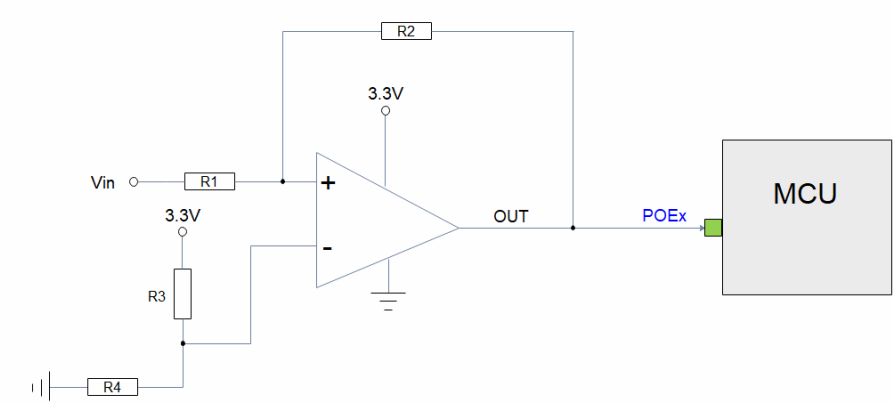 R2
3.3V
Vin
R1
+
MCU
3.3V
OUT
POEx
-
R3
R4